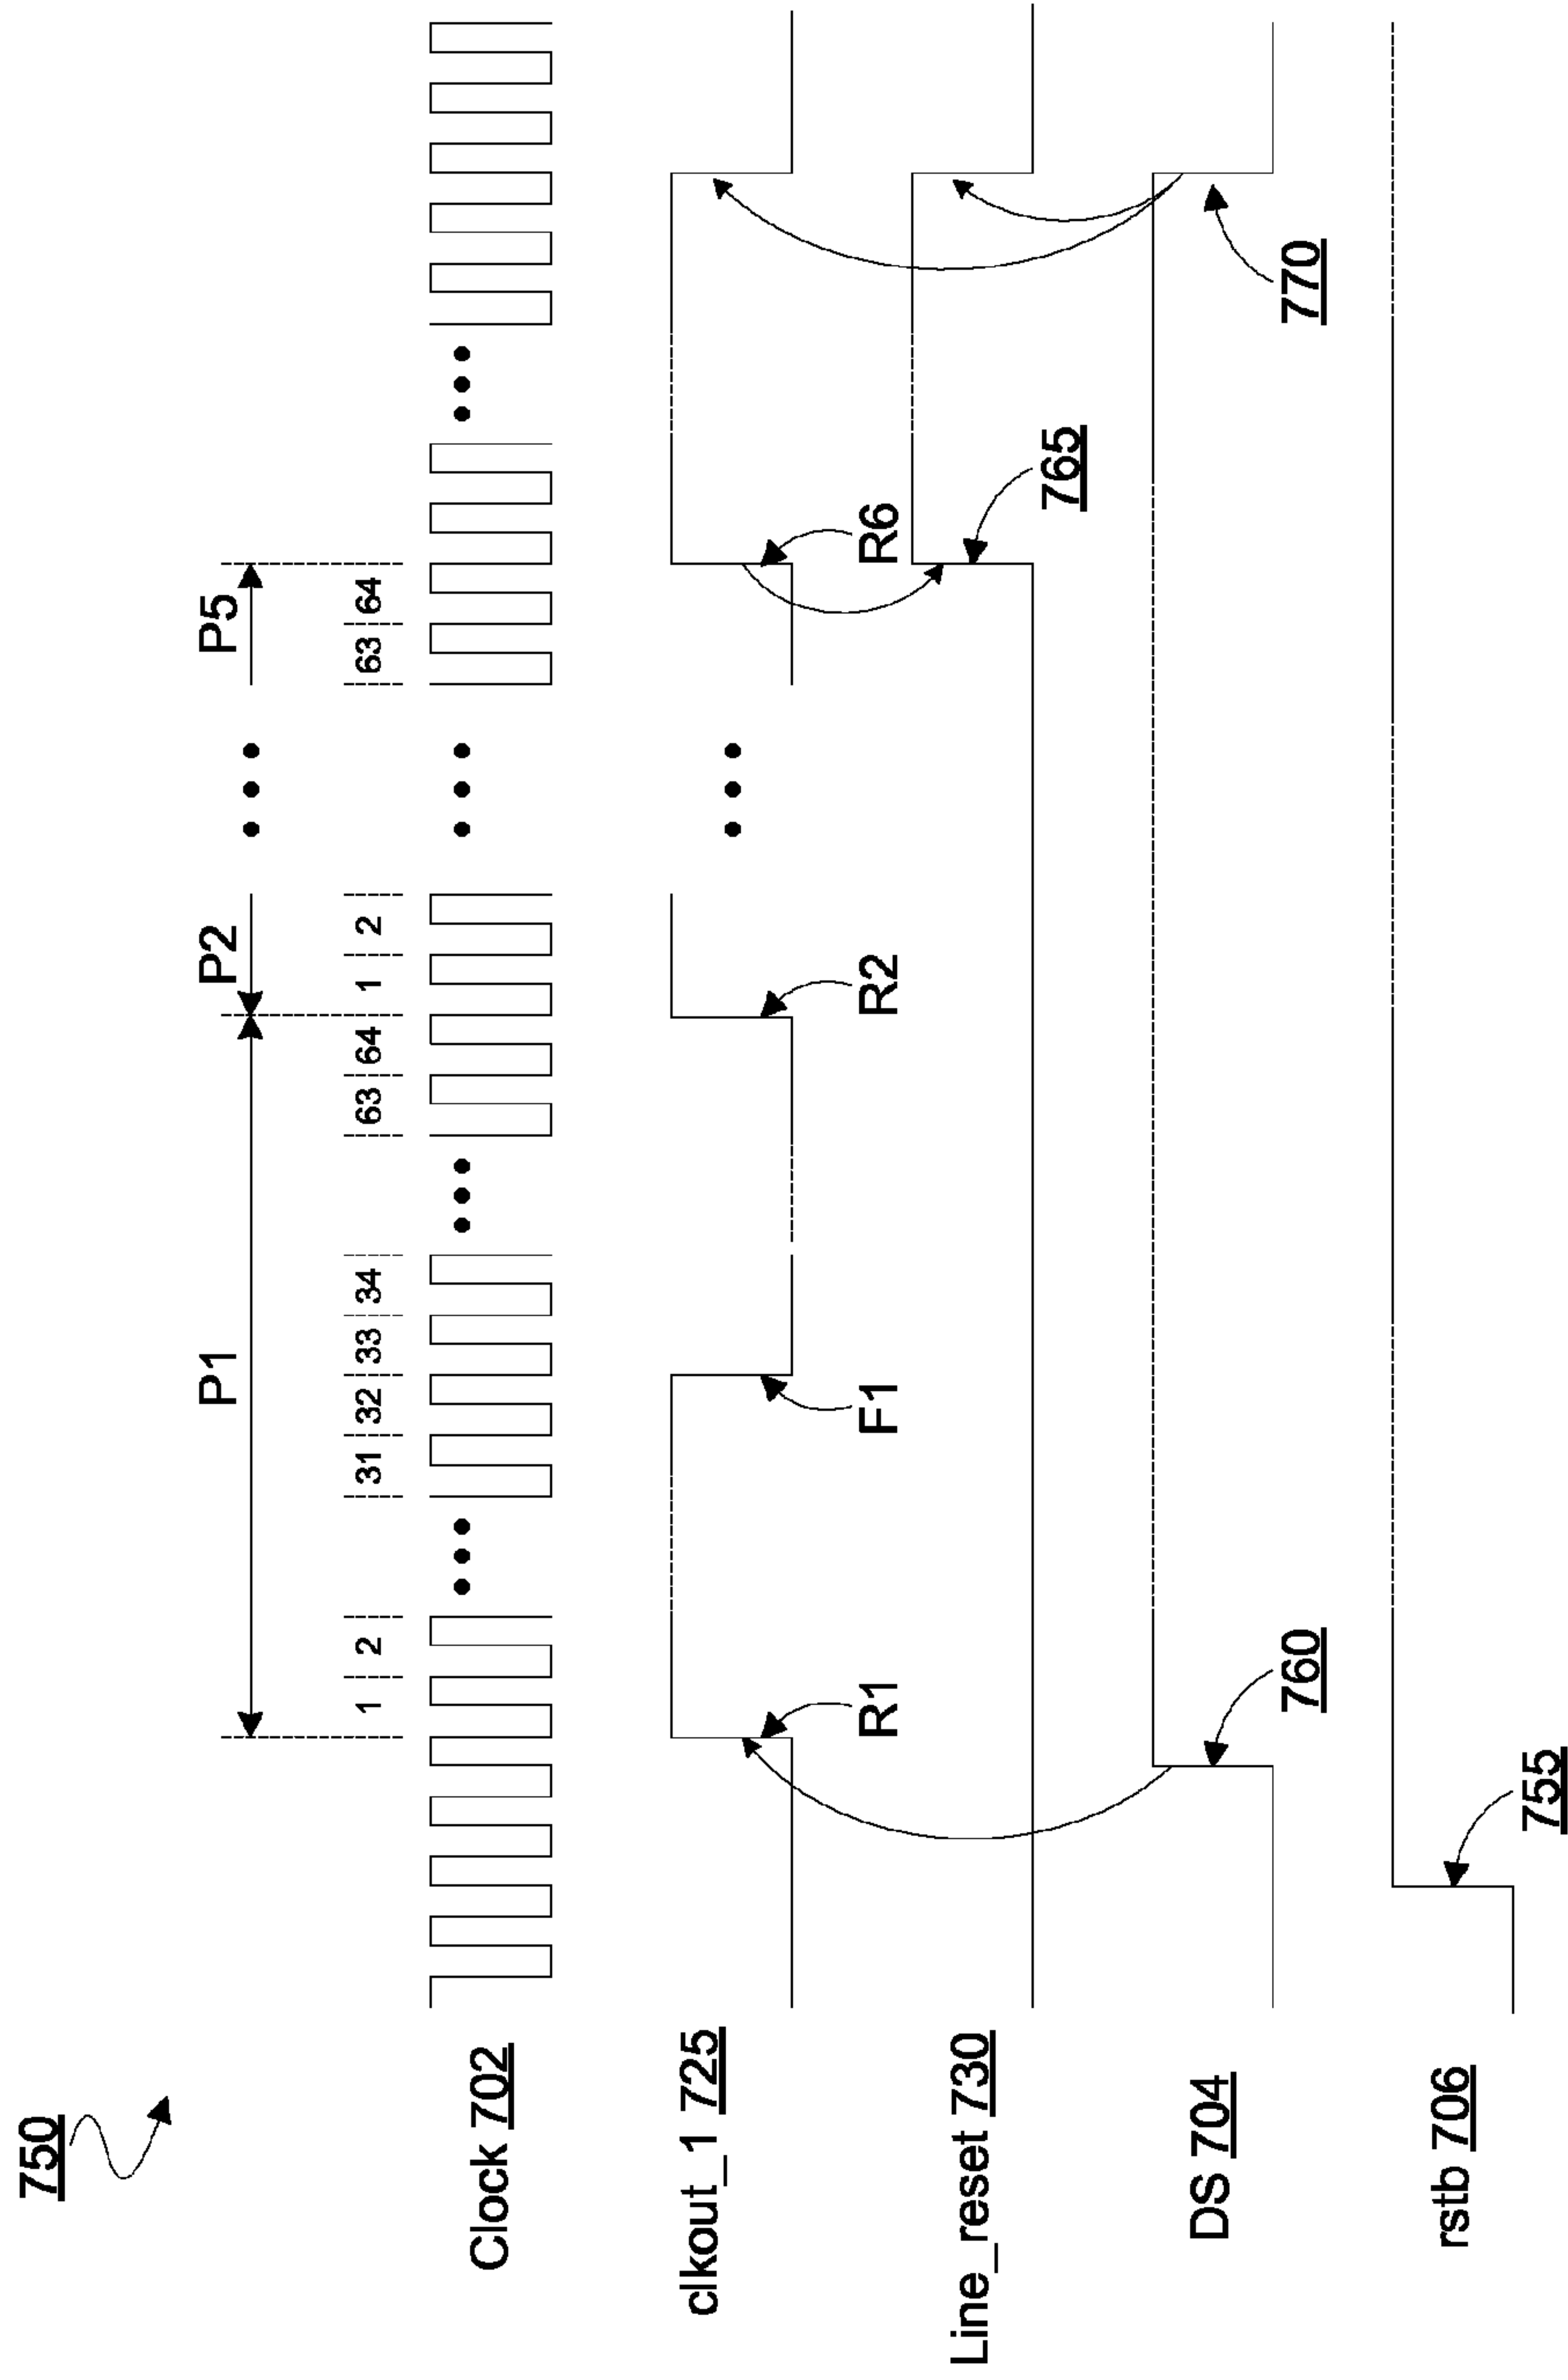 750
P1
P2
P5
1
2
31
32
33
34
63
64
1
2
63
64
Clock 702
clkout_1 725
R1
F1
R2
R6
Line_reset 730
765
DS 704
760
770
rstb 706
755